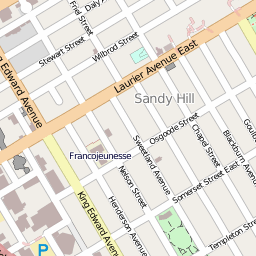 Daly A
Friel Street
Wilbrod Street
Stewart Street
Laurier Avenue East
King Edward Avenue
Sandy Hill
Osgoode Street
Chapel Street
Blackburn Avenue
Francojeunesse
Sweetland Avenue
Nelson Street
Somerset Street East
King Edward Avenue
Henderson Avenue
Templeton Street
P